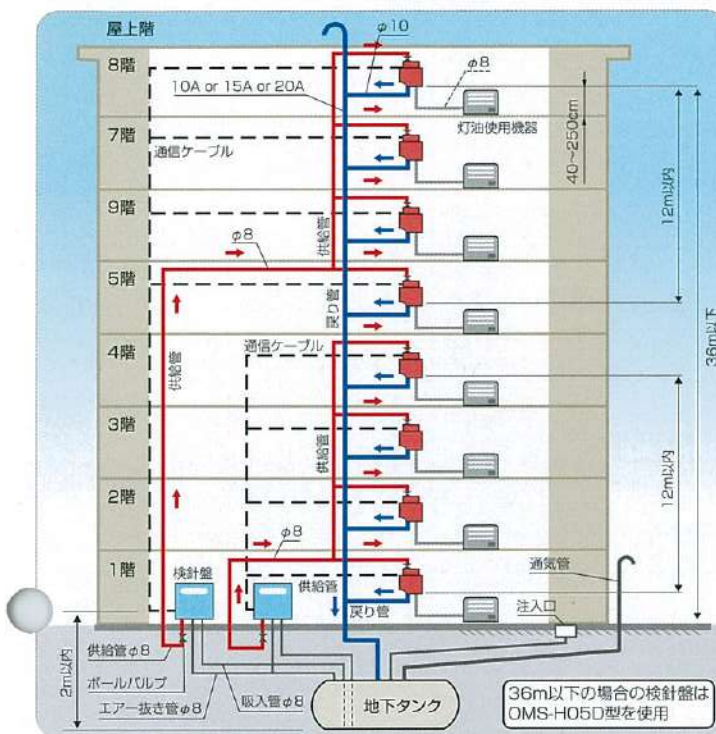 屋上階
8階
φ10
φ8
10A or 15A or 20A
灯油使用機器
40~250cm
7階
通信ケーブル
12m以内
9階
供給管
φ8
5階
戻り管
36m以下
4階
通信ケーブル
供給管
3階
供給管
12m以内
2階
φ8
1階
検針盤
供給管
戻り管
通気管
注入口
2m以内
供給管φ8
ボールバルブ
エアー抜き管φ8
吸入管φ8
地下タンク
36m以下の場合の検針盤は
OMS-H05D型を使用